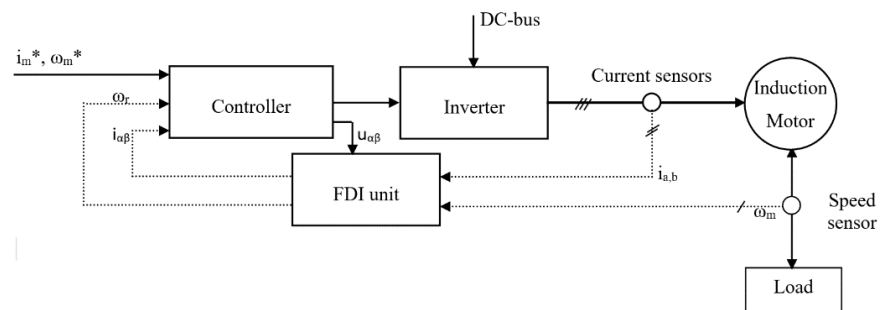 DC-bus
i_m*, ω_m*
Current sensors
ω_r
Controller
Inverter
Induction
Motor
i_αβ
u_αβ
i_a,b
FDI unit
ω_m
Speed
sensor
Load